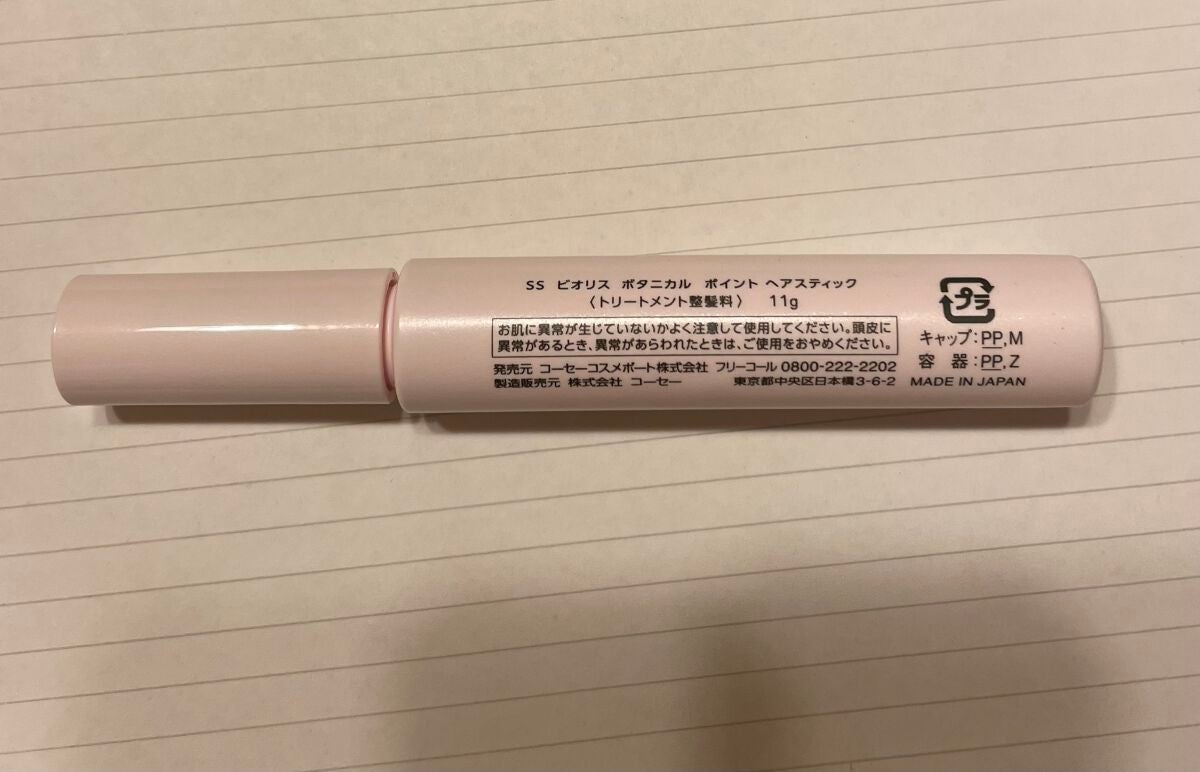 SS ビオリス ボタニカル ポイント ヘアスティック
〈トリートメント整髪料〉 11g
お肌に異常が生じていないかよく注意して使用してください。頭皮に
異常があるとき、異常があらわれたときは、ご使用をおやめください。
発売元 コーセーコスメポート株式会社 フリーコール 0800-222-2202
製造販売元 株式会社 コーセー 東京都中央区日本橋3-6-2
プラ
キャップ:PP,M
容 器:PP,Z
MADE IN JAPAN